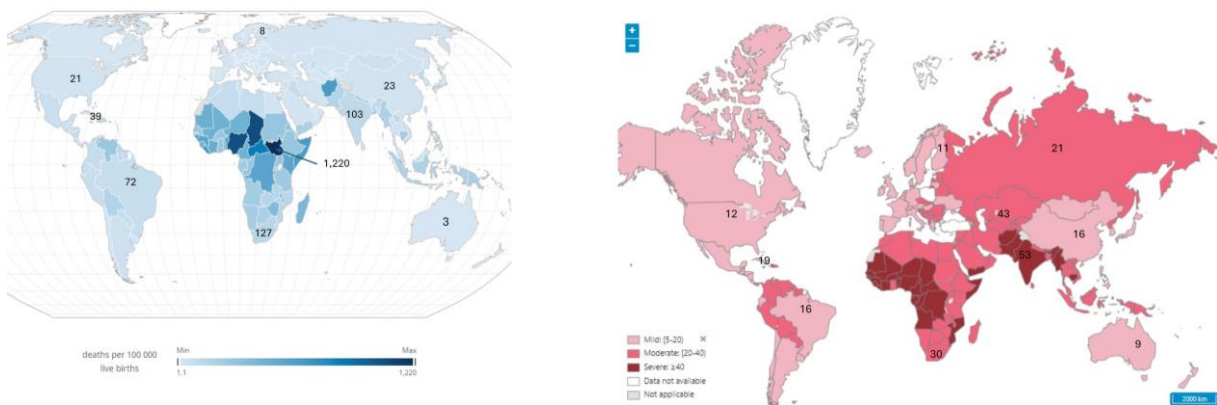 8
21
23
39
103
1,220
72
127
3
deaths per 100 000
live births
Min
Max
1.1
1,220
+
−
11
21
12
43
16
19
53
16
30
9
Mild: [5-20) ×
Moderate: [20-40)
Severe: ≥40
Data not available
Not applicable
2000 km